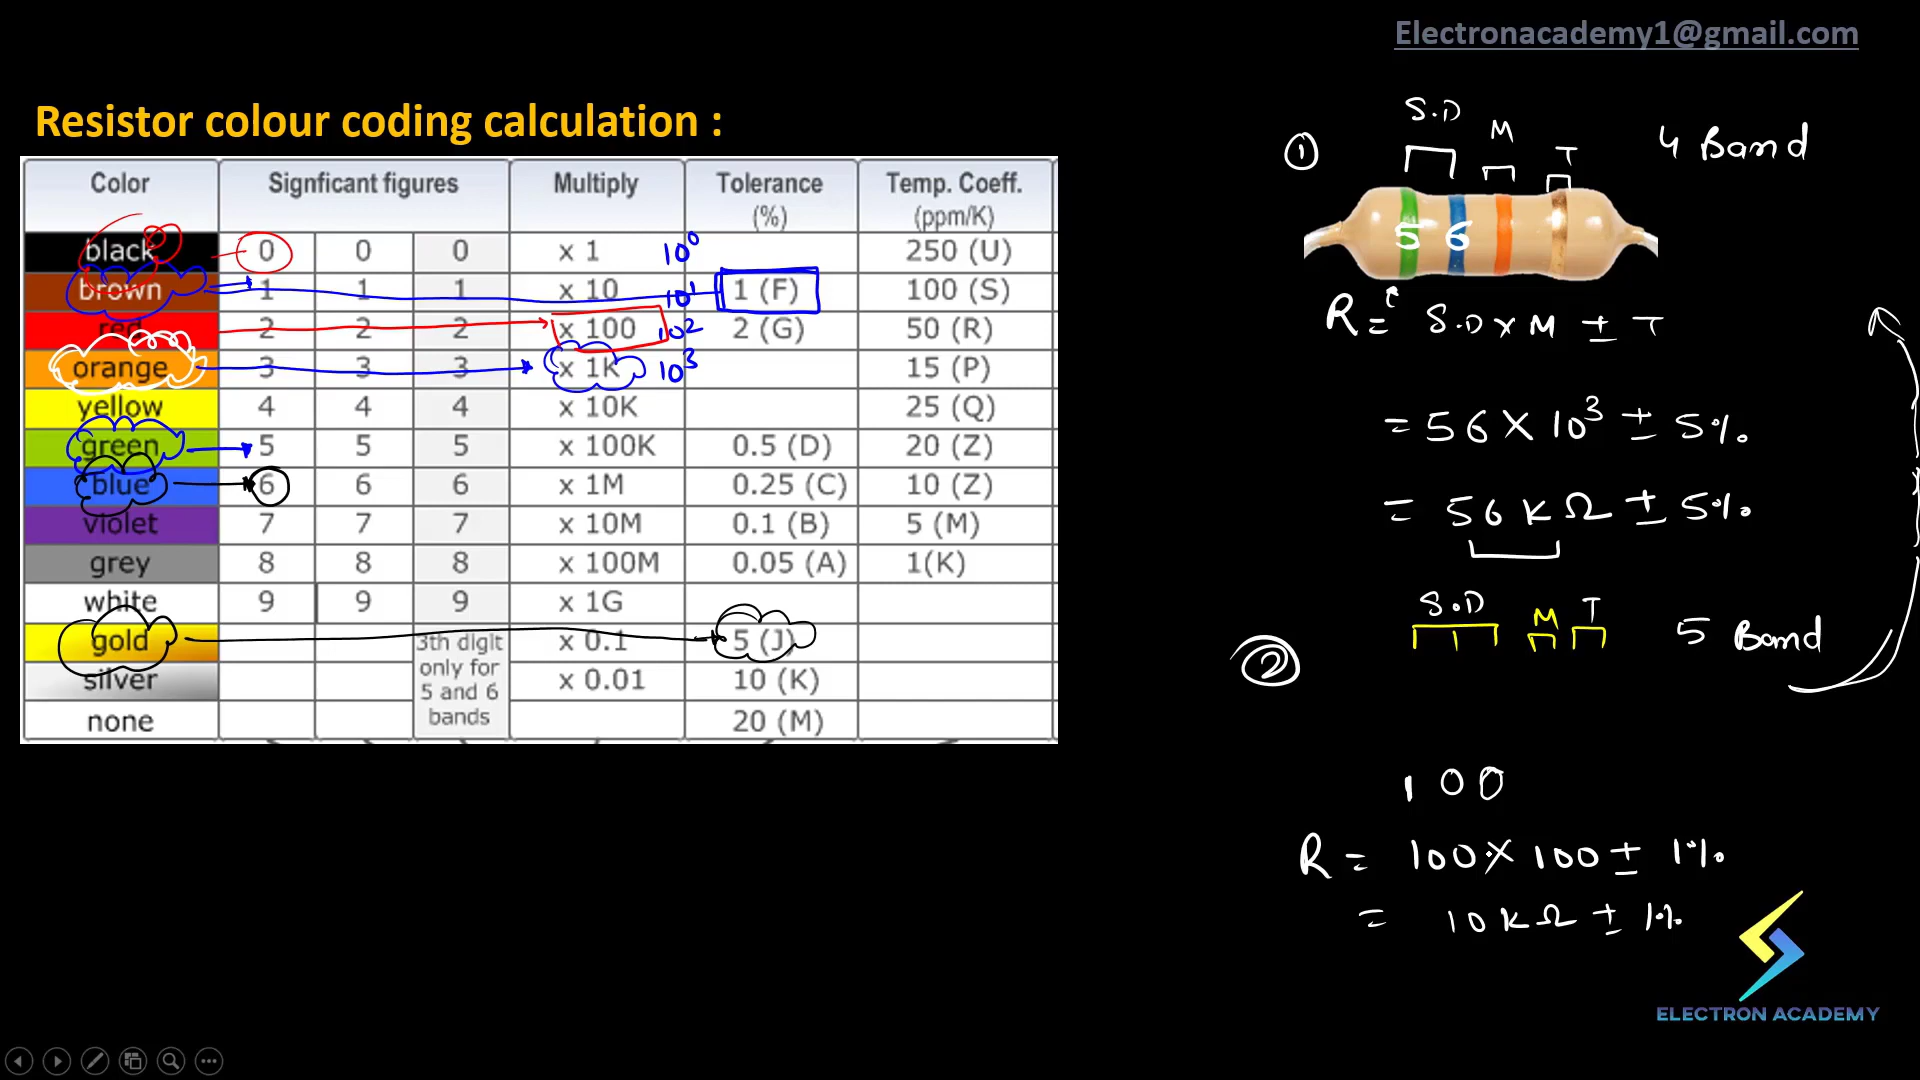 Electronacademy1@gmail.com
Resistor colour coding calculation :
Color Signficant figures Multiply Tolerance (%) Temp. Coeff. (ppm/K)
black 0 0 0 x 1 10⁰ 250 (U)
brown 1 1 1 x 10 10¹ 1 (F) 100 (S)
red 2 2 2 x 100 10² 2 (G) 50 (R)
orange 3 3 3 x 1K 10³ 15 (P)
yellow 4 4 4 x 10K 25 (Q)
green 5 5 5 x 100K 0.5 (D) 20 (Z)
blue 6 6 6 x 1M 0.25 (C) 10 (Z)
violet 7 7 7 x 10M 0.1 (B) 5 (M)
grey 8 8 8 x 100M 0.05 (A) 1(K)
white 9 9 9 x 1G
gold x 0.1 5 (J)
silver x 0.01 10 (K)
none 20 (M)
3th digit
only for
5 and 6
bands
① S.D M T 4 Band
5 6
R = S.D x M ± T
= 56 x 10³ ± 5%
= 56 kΩ ± 5%
② S.D M T 5 Band
1 0 0
R = 100 x 100 ± 1%
= 10 kΩ ± 1%
ELECTRON ACADEMY